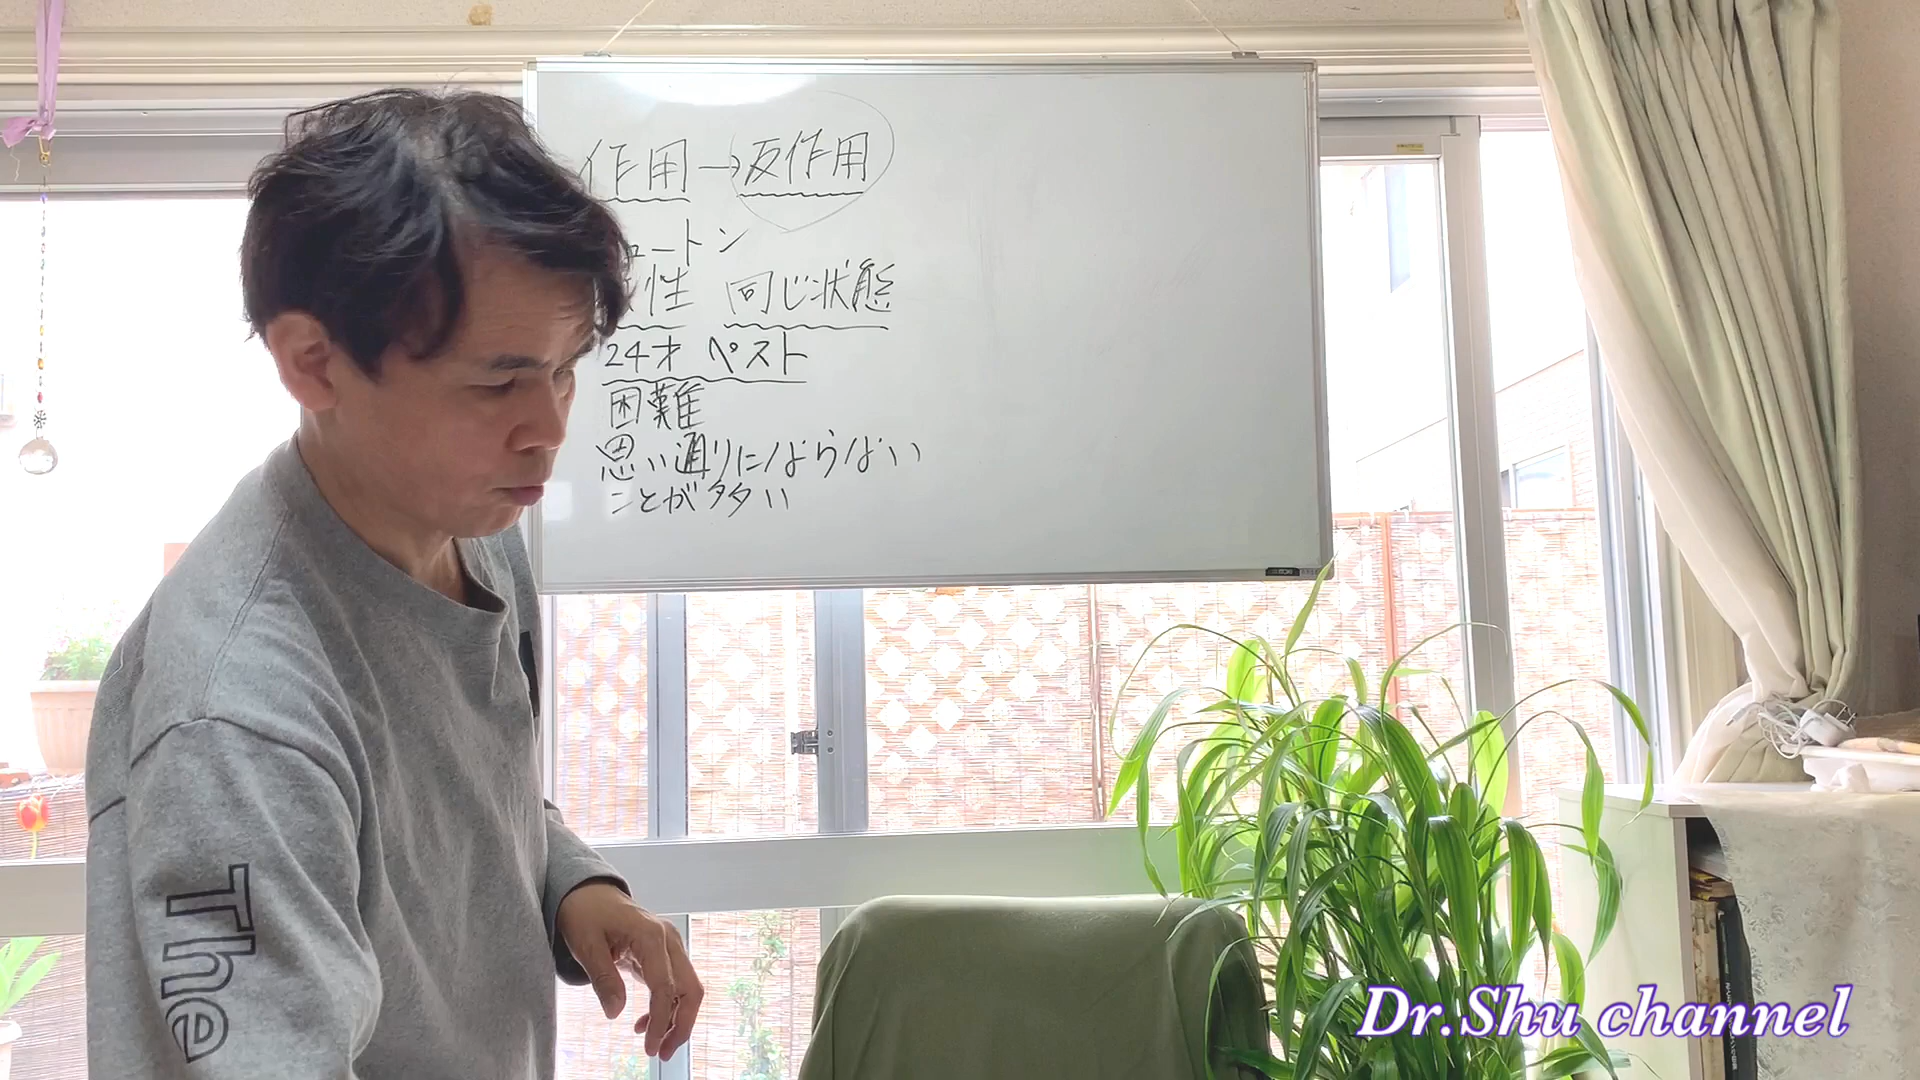 作用→反作用
ュートン
性 同じ状態
24才 ペスト
困難
思い通りにならない
ことが多い
The
Dr.Shu channel